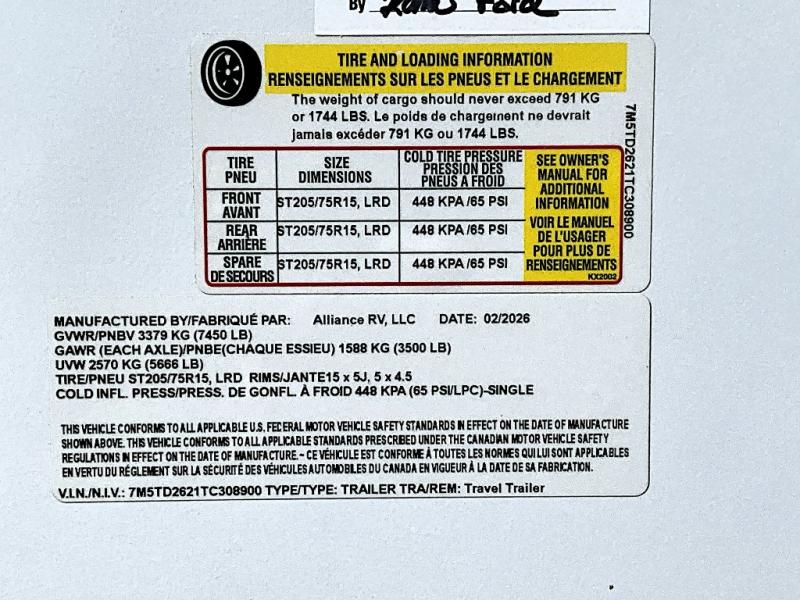 By
TIRE AND LOADING INFORMATION
RENSEIGNEMENTS SUR LES PNEUS ET LE CHARGEMENT
The weight of cargo should never exceed 791 KG
or 1744 LBS. Le poids de chargement ne devrait
jamais excéder 791 KG ou 1744 LBS.
7M5TD2621TC308900
TIRE PNEU SIZE DIMENSIONS COLD TIRE PRESSURE PRESSION DES PNEUS A FROID
FRONT AVANT ST205/75R15, LRD 448 KPA /65 PSI
REAR ARRIÈRE ST205/75R15, LRD 448 KPA /65 PSI
SPARE DE SECOURS ST205/75R15, LRD 448 KPA /65 PSI
SEE OWNER'S
MANUAL FOR
ADDITIONAL
INFORMATION
VOIR LE MANUEL
DE L'USAGER
POUR PLUS DE
RENSEIGNEMENTS
KX2002
MANUFACTURED BY/FABRIQUÉ PAR: Alliance RV, LLC DATE: 02/2026
GVWR/PNBV 3379 KG (7450 LB)
GAWR (EACH AXLE)/PNBE(CHAQUE ESSIEU) 1588 KG (3500 LB)
UVW 2570 KG (5666 LB)
TIRE/PNEU ST205/75R15, LRD RIMS/JANTE15 x 5J, 5 x 4.5
COLD INFL. PRESS/PRESS. DE GONFL. À FROID 448 KPA (65 PSI/LPC)-SINGLE
THIS VEHICLE CONFORMS TO ALL APPLICABLE U.S. FEDERAL MOTOR VEHICLE SAFETY STANDARDS IN EFFECT ON THE DATE OF MANUFACTURE
SHOWN ABOVE. THIS VEHICLE CONFORMS TO ALL APPLICABLE STANDARDS PRESCRIBED UNDER THE CANADIAN MOTOR VEHICLE SAFETY
REGULATIONS IN EFFECT ON THE DATE OF MANUFACTURE. - CE VÉHICULE EST CONFORME À TOUTES LES NORMES QUI LUI SONT APPLICABLES
EN VERTU DU RÉGLEMENT SUR LA SÉCURITÉ DES VÉHICULES AUTOMOBILES DU CANADA EN VIGUEUR À LA DATE DE SA FABRICATION.
V.I.N./N.I.V.: 7M5TD2621TC308900 TYPE/TYPE: TRAILER TRA/REM: Travel Trailer